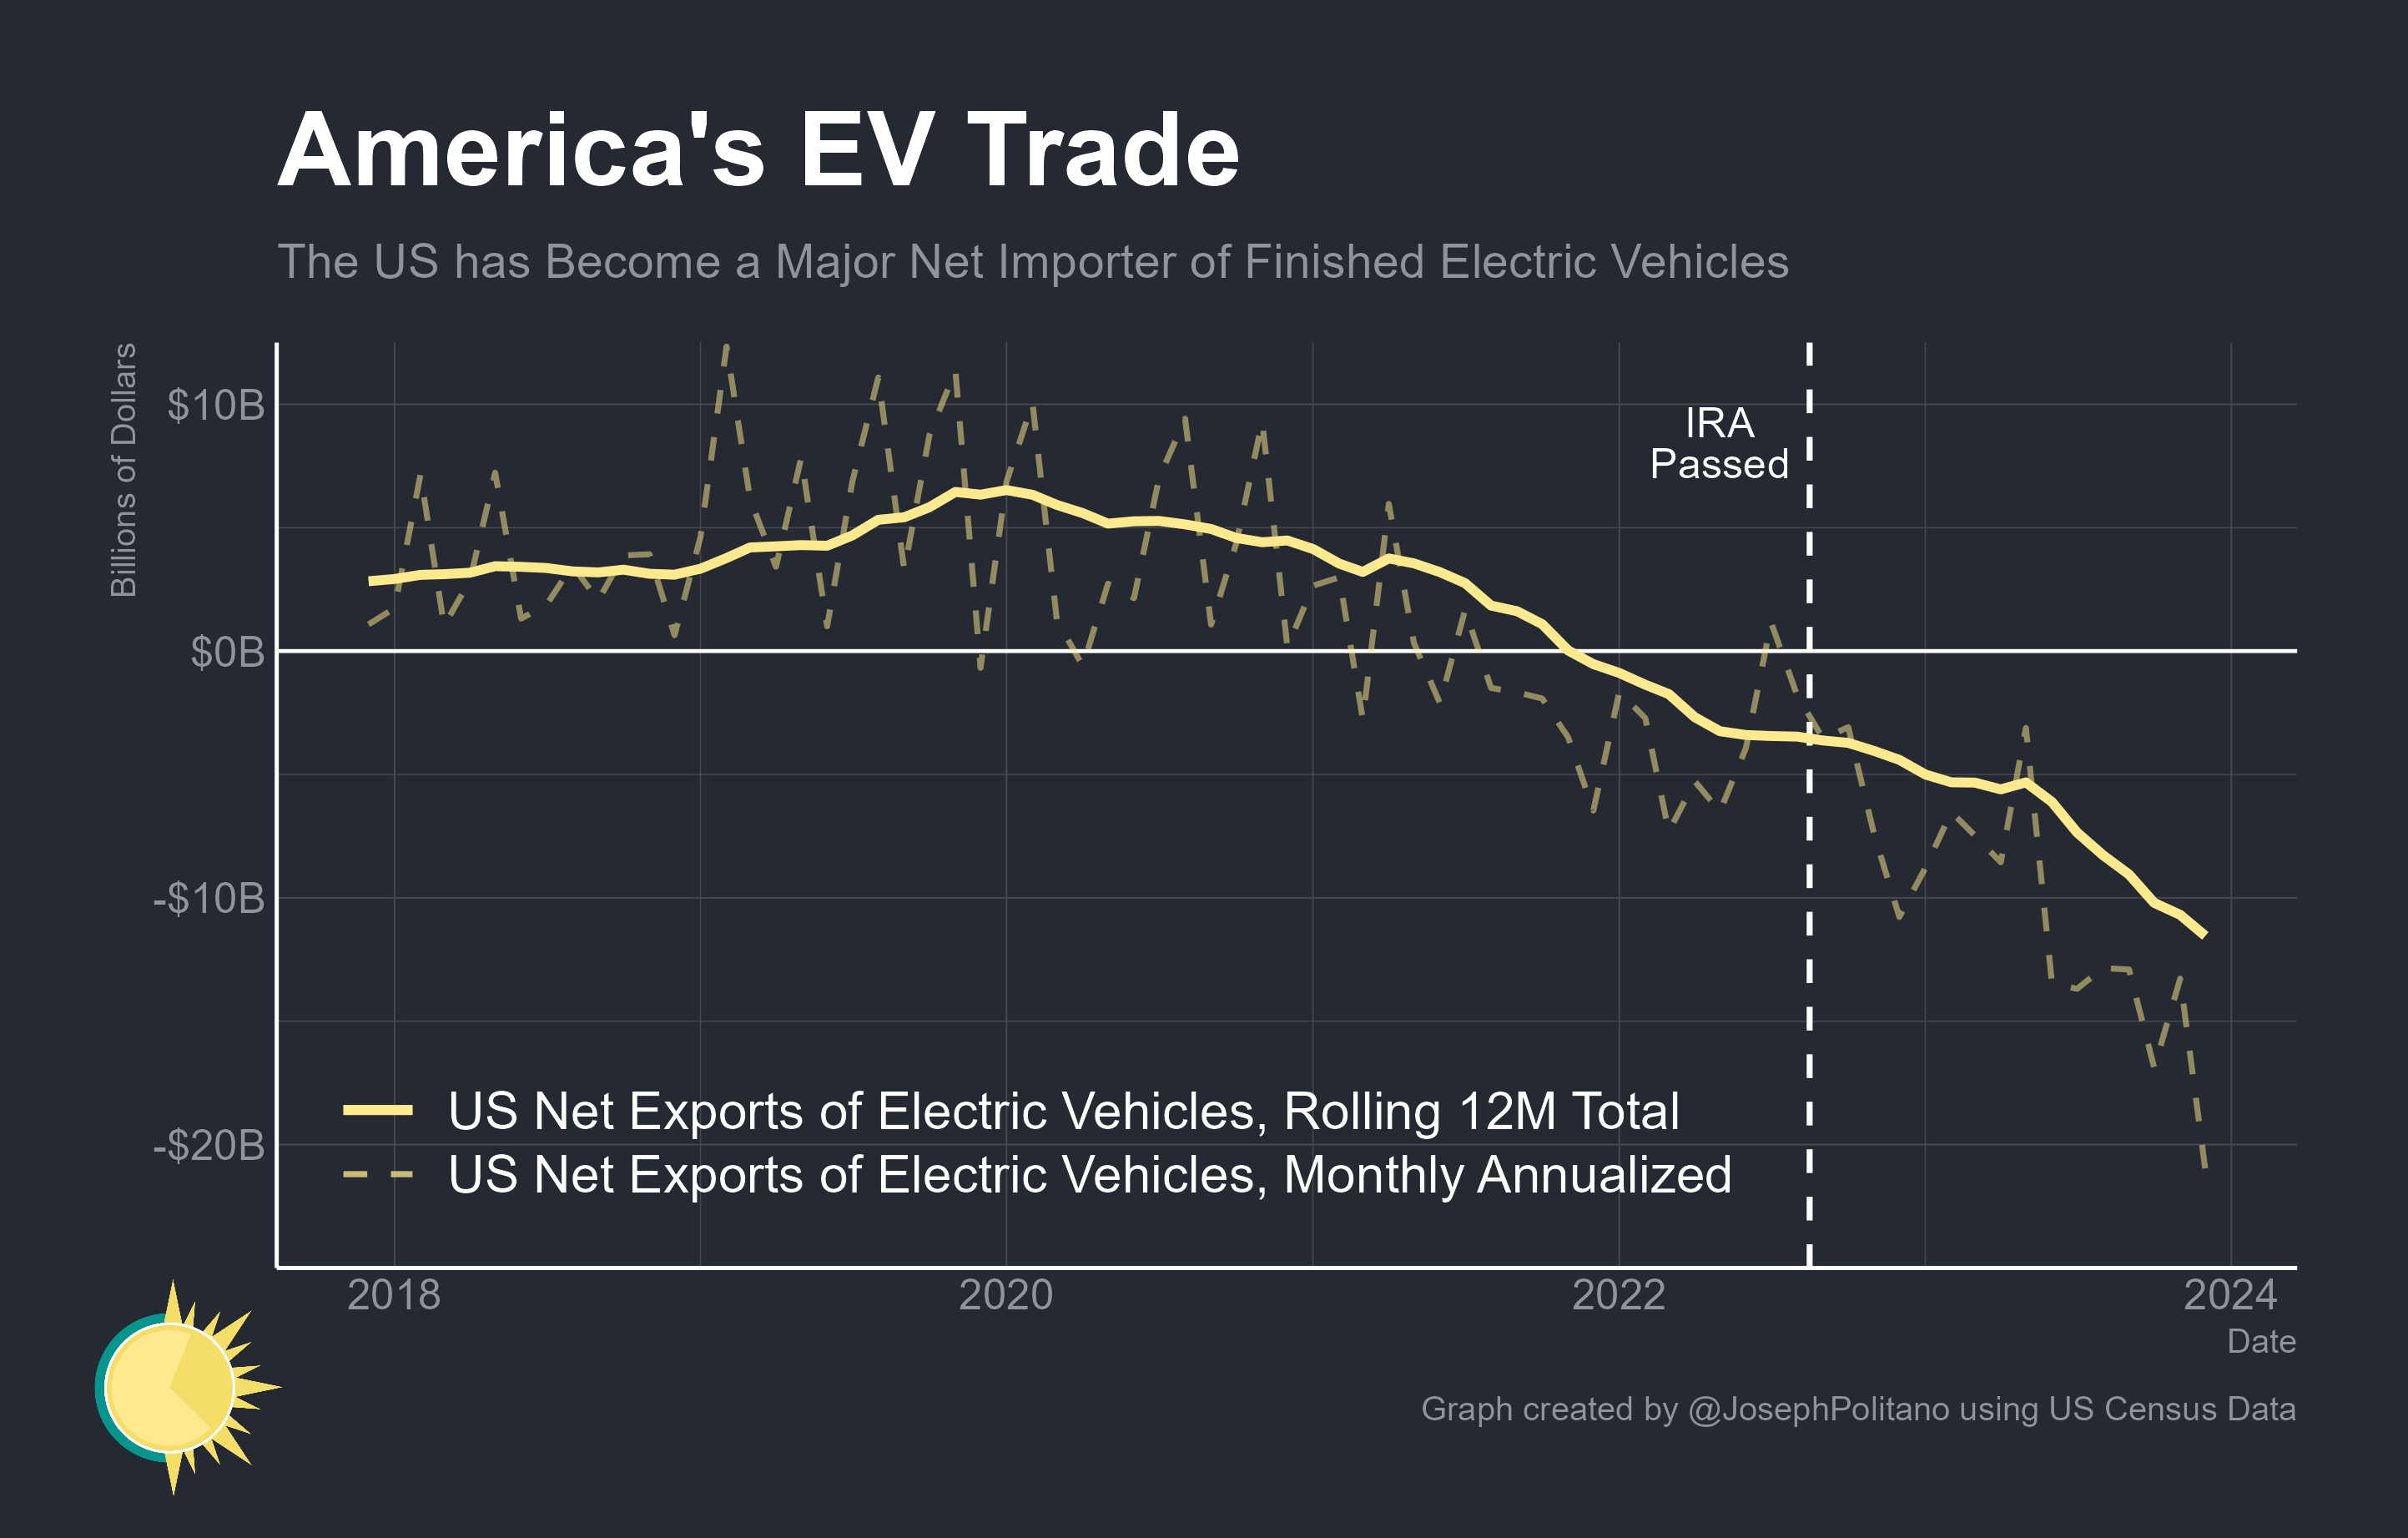 America's EV Trade
The US has Become a Major Net Importer of Finished Electric Vehicles
Billions of Dollars
$10B
$0B
-$10B
-$20B
IRA
Passed
US Net Exports of Electric Vehicles, Rolling 12M Total
US Net Exports of Electric Vehicles, Monthly Annualized
2018
2020
2022
2024
Date
Graph created by @JosephPolitano using US Census Data